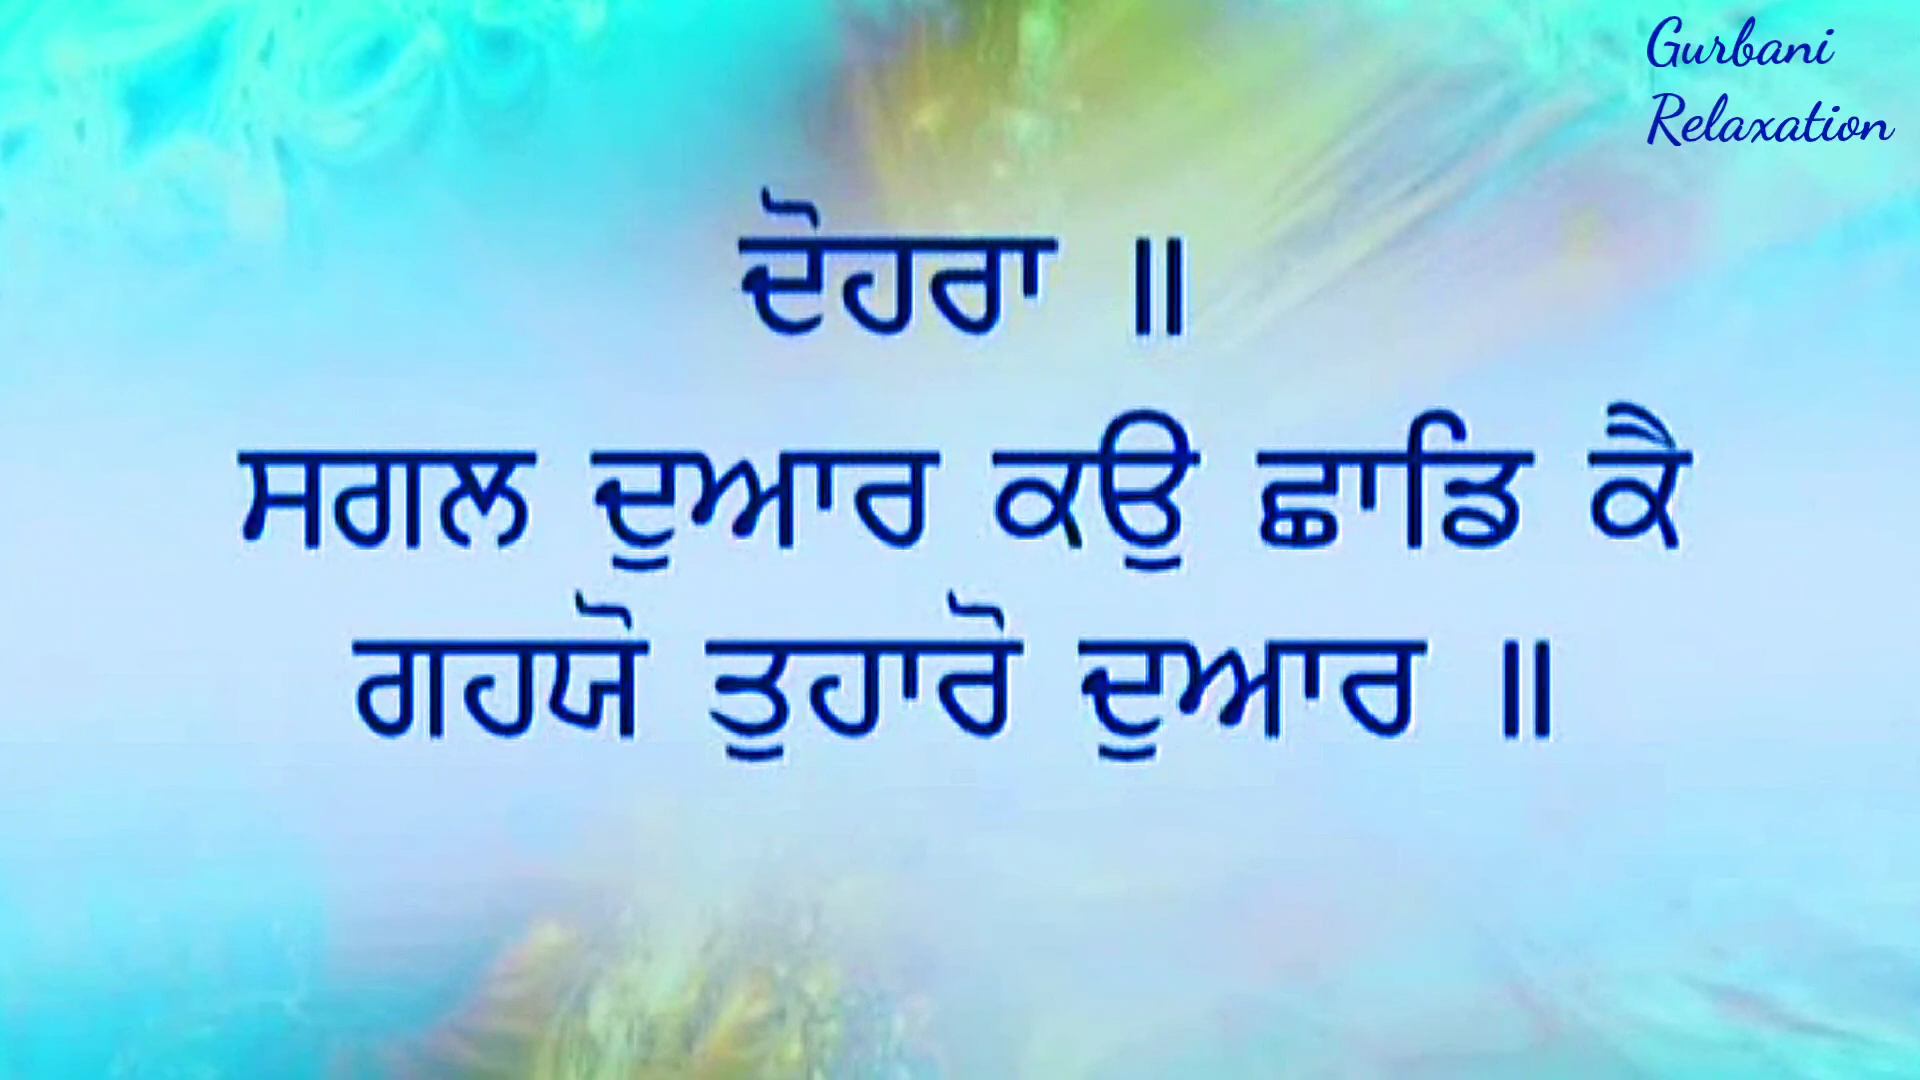 Gurbani
Relaxation
ਦੋਹਰਾ ॥
ਸਗਲ ਦੁਆਰ ਕਉ ਛਾਡਿ ਕੈ
ਗਹਯੋ ਤੁਹਾਰੋ ਦੁਆਰ ॥